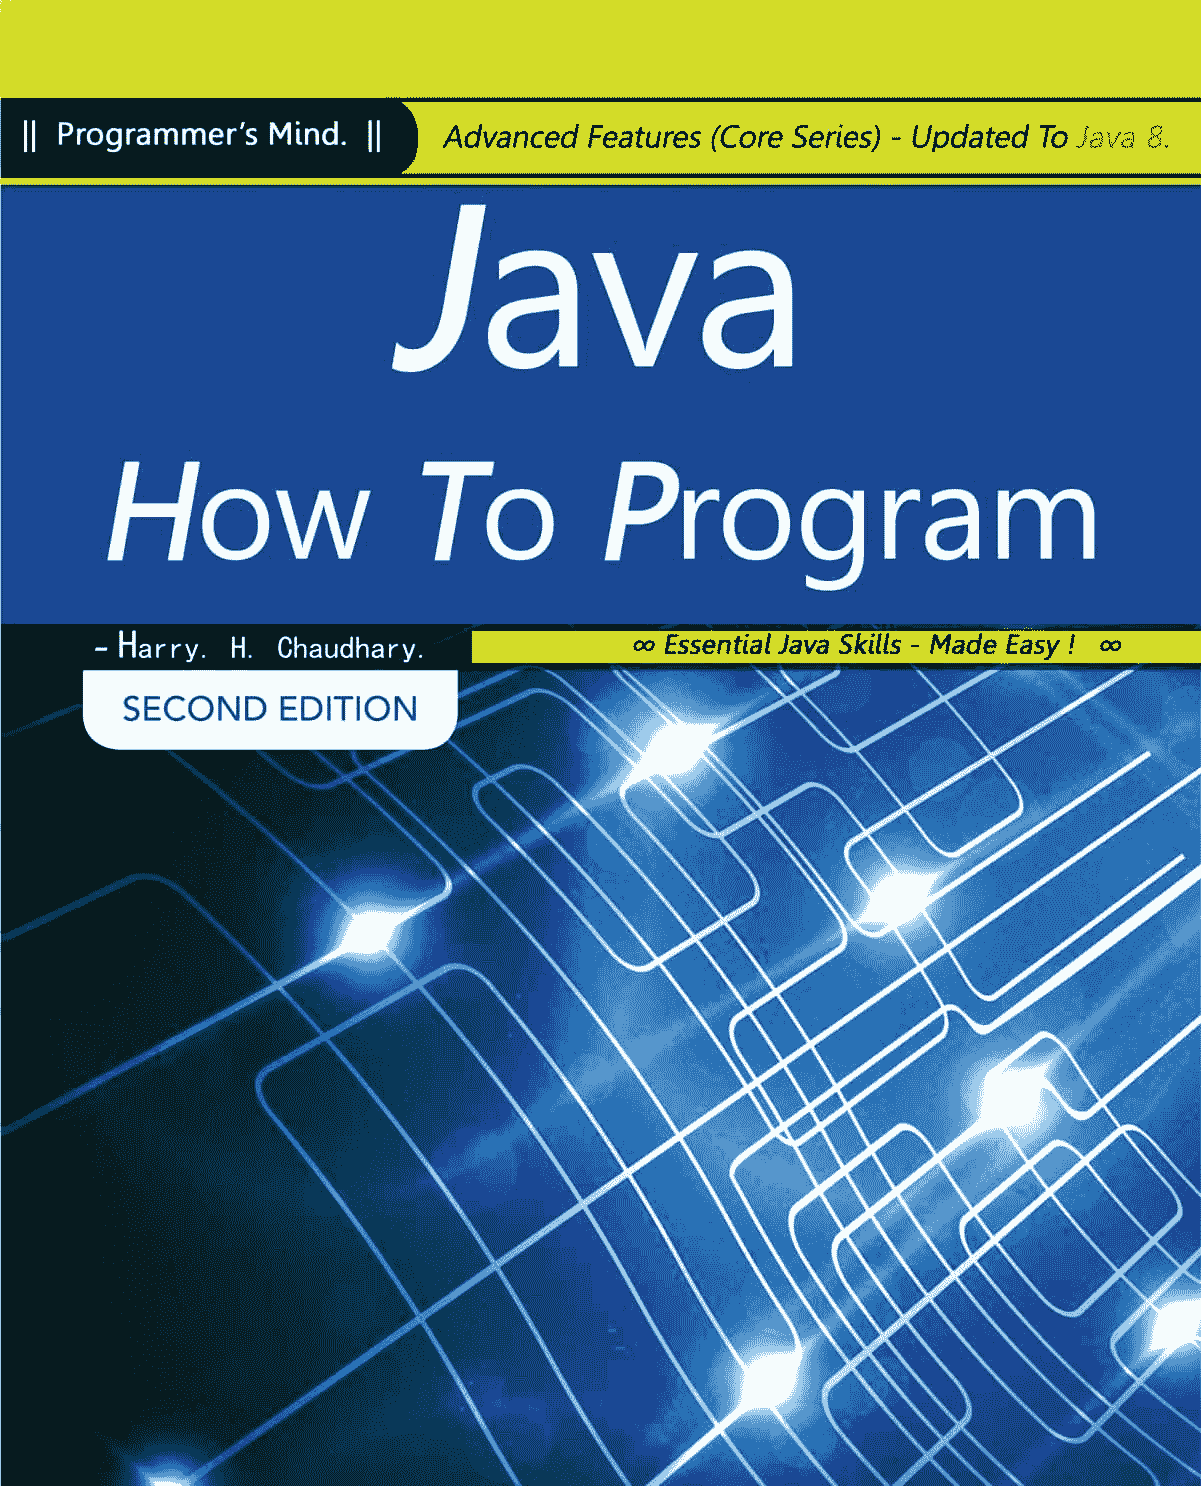 || Programmer's Mind. ||
Advanced Features (Core Series) - Updated To Java 8.
Java
How To Program
- Harry. H. Chaudhary.
∞ Essential Java Skills - Made Easy ! ∞
SECOND EDITION